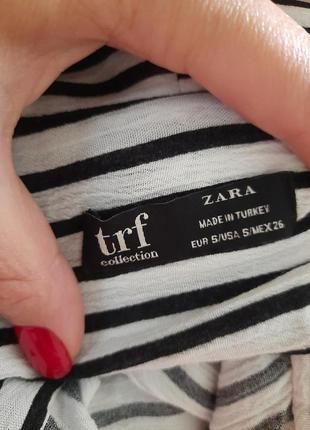 trf
collection
ZARA
MADE IN TURKEY
EUR S/USA S/MEX 26